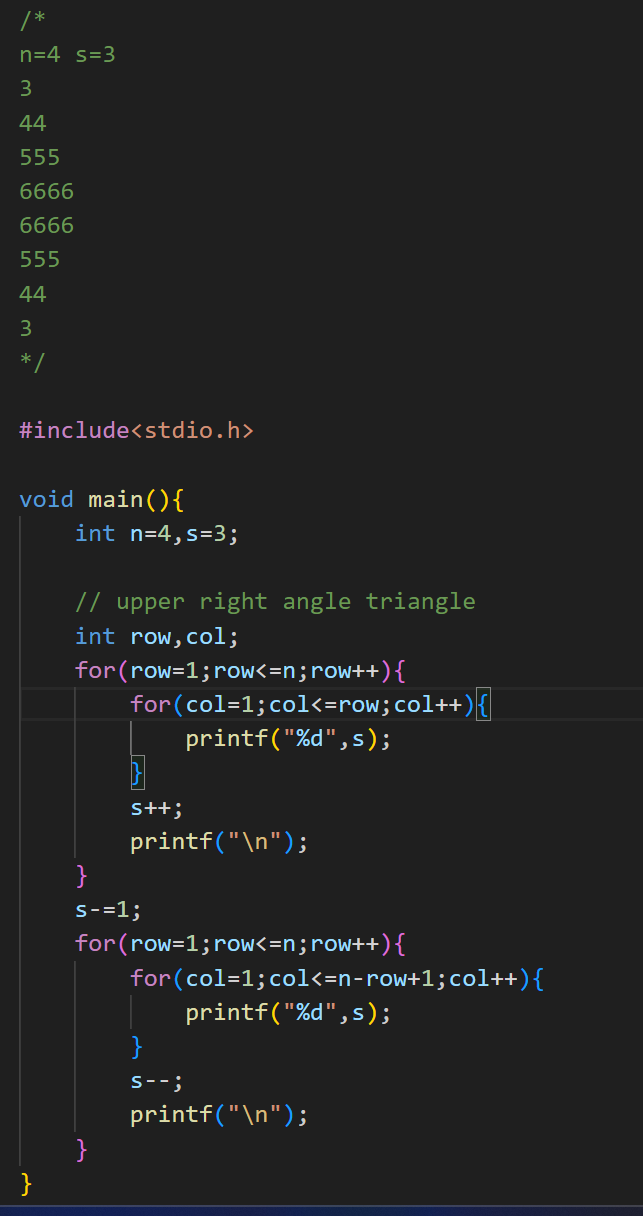 /*
n=4 s=3
3
44
555
6666
6666
555
44
3
*/
#include<stdio.h>
void main(){
    int n=4,s=3;
    // upper right angle triangle
    int row,col;
    for(row=1;row<=n;row++){
        for(col=1;col<=row;col++){
            printf("%d",s);
        }
        s++;
        printf("\n");
    }
    s-=1;
    for(row=1;row<=n;row++){
        for(col=1;col<=n-row+1;col++){
            printf("%d",s);
        }
        s--;
        printf("\n");
    }
}